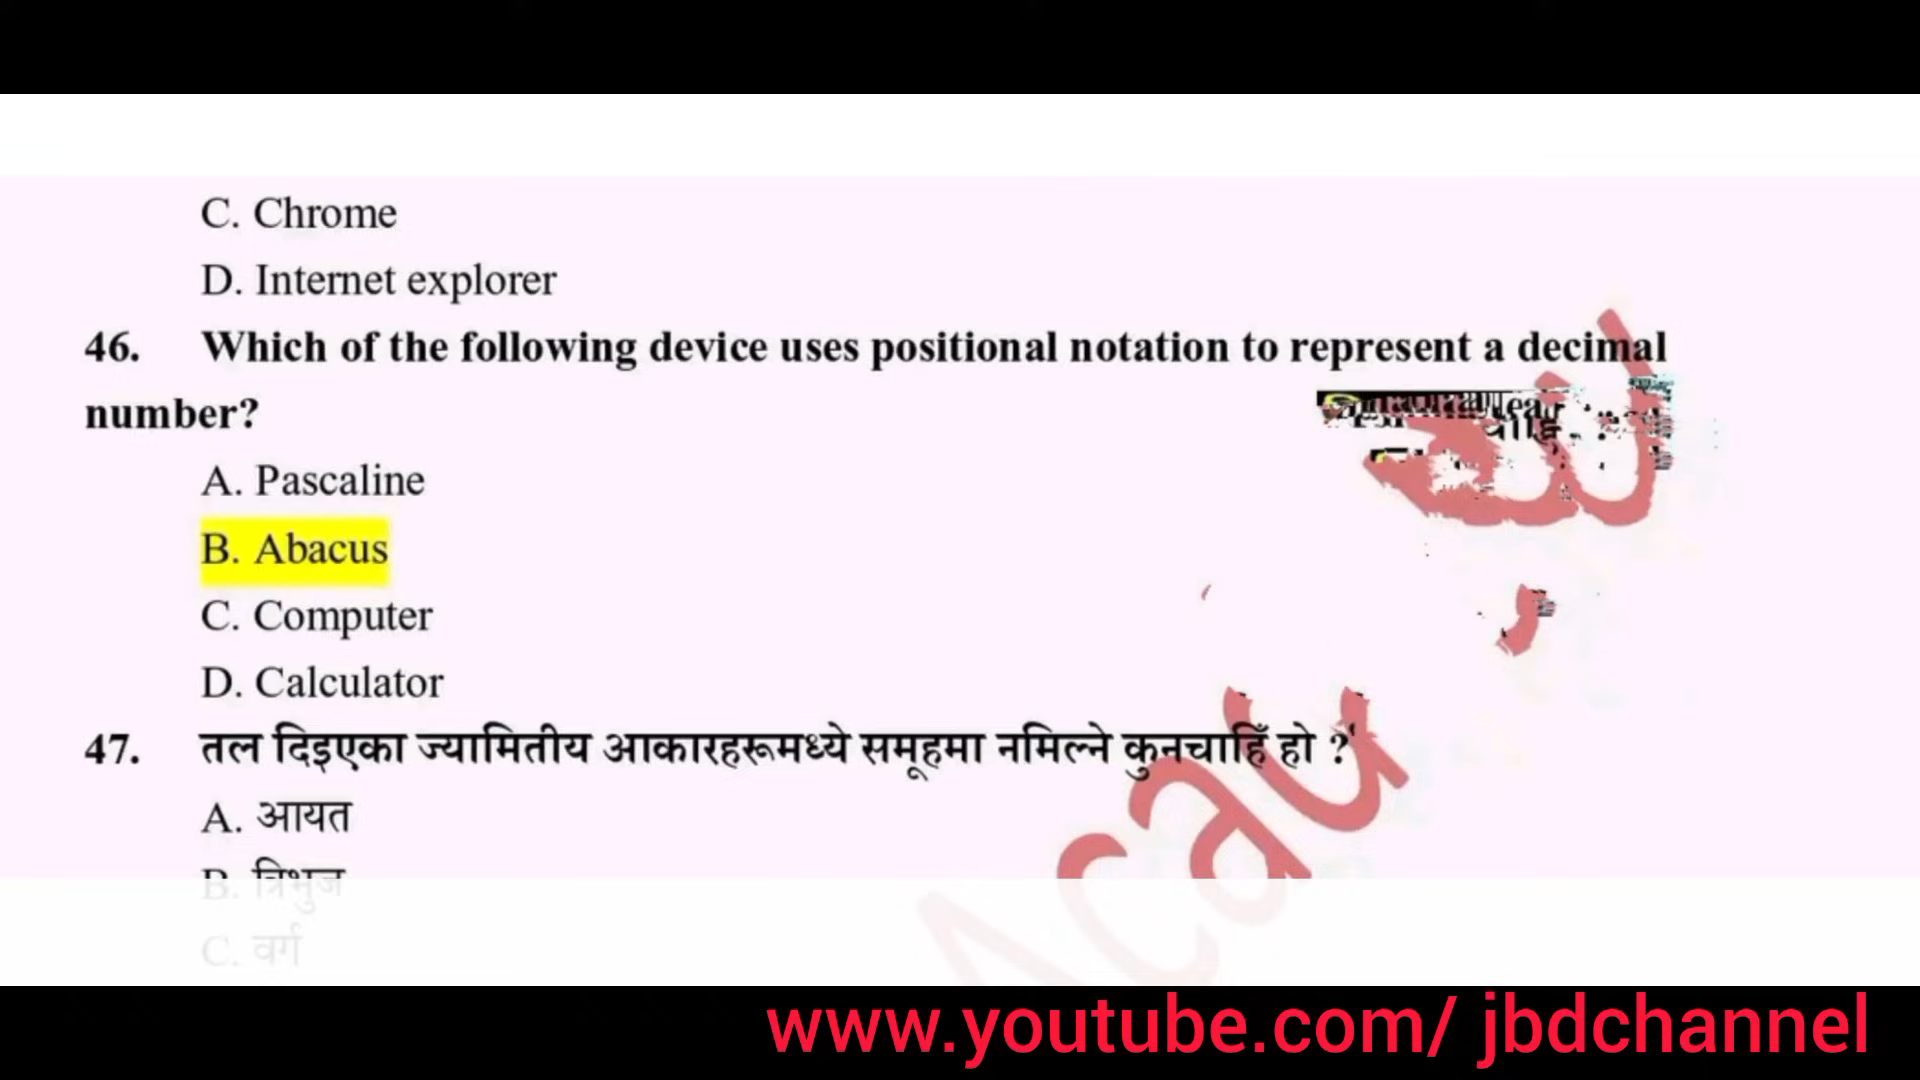 C. Chrome
D. Internet explorer
46. Which of the following device uses positional notation to represent a decimal
number?
A. Pascaline
B. Abacus
C. Computer
D. Calculator
47. तल दिइएका ज्यामितीय आकारहरूमध्ये समूहमा नमिल्ने कुनचाहिँ हो ?
A. आयत
B. त्रिभुज
C. वर्ग
www.youtube.com/ jbdchannel